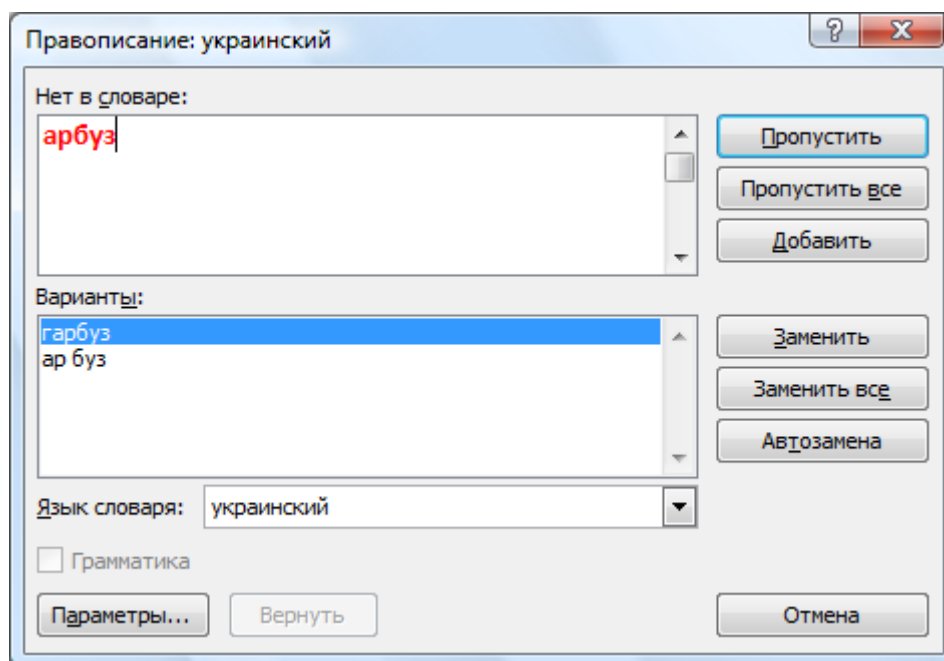 Правописание: украинский
Нет в словаре:
арбуз
Пропустить
Пропустить все
Добавить
Варианты:
гарбуз
ар буз
Заменить
Заменить все
Автозамена
Язык словаря: украинский
Грамматика
Параметры... Вернуть Отмена